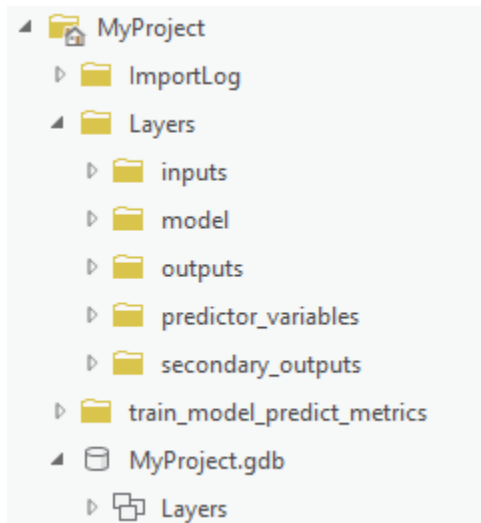 MyProject
ImportLog
Layers
inputs
model
outputs
predictor_variables
secondary_outputs
train_model_predict_metrics
MyProject.gdb
Layers